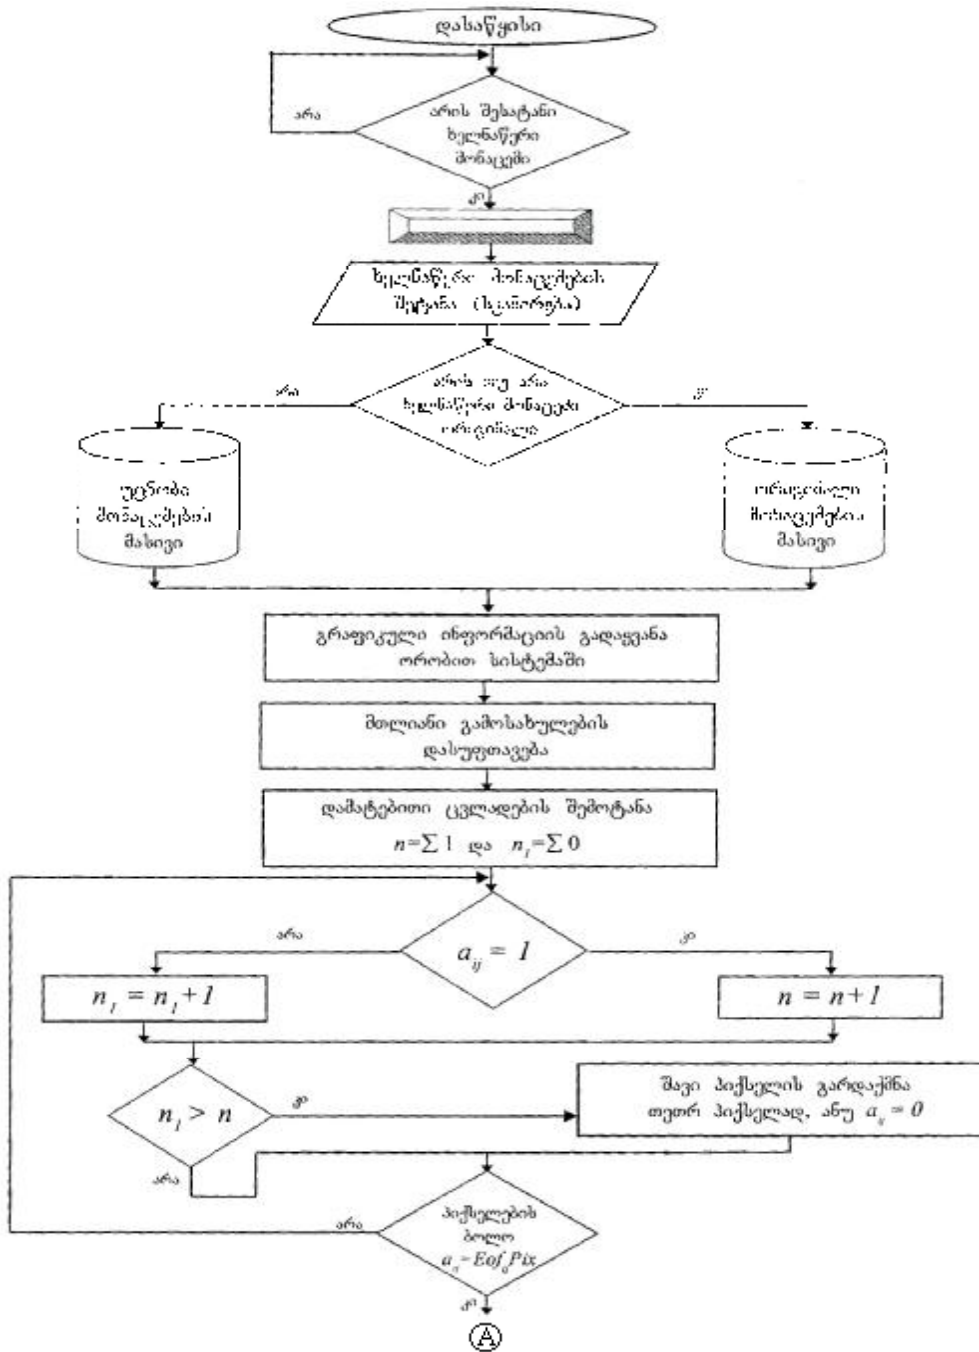 დასაწყისი
არის შესატანი
ხელნაწერი
მონაცემი
არა
კი
ხელნაწერი მონაცემების
შეტანა (სკანირება)
არის თუ არა
ხელნაწერი მონაცემი
ორიგინალი
არა
კი
უცნობი
მონაცემების
მასივი
ორიგინალი
მონაცემების
მასივი
გრაფიკული ინფორმაციის გადაყვანა
ორობით სისტემაში
მთლიანი გამოსახულების
დასუფთავება
დამატებითი ცვლადების შემოტანა
n=∑ 1 და n₁=∑ 0
არა
aᵢⱼ = 1
კი
n₁ = n₁+1
n = n+1
n₁ > n
კი
შავი პიქსელის გარდაქმნა
თეთრ პიქსელად, ანუ aᵢⱼ = 0
არა
არა
პიქსელების
ბოლო
aᵢⱼ=Eof_Pix
კი
A